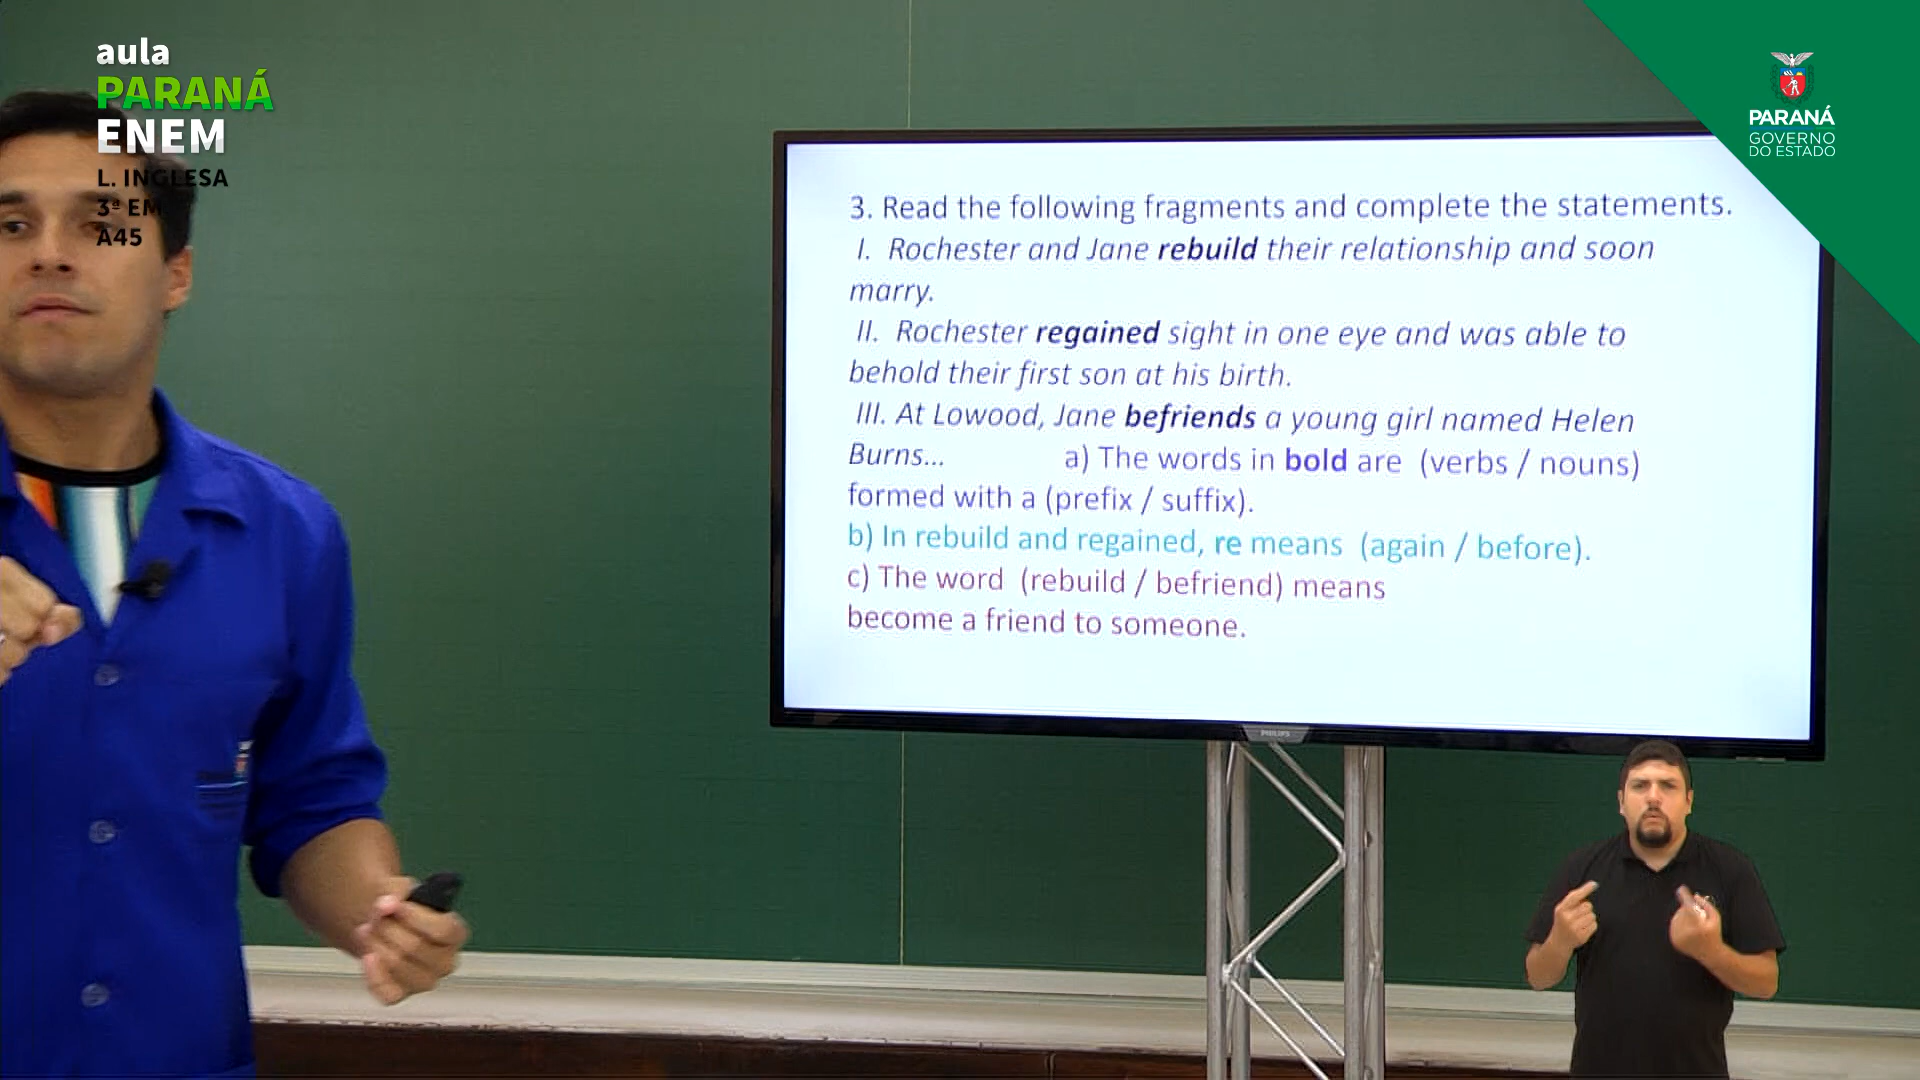 aula
PARANÁ
ENEM
L. INGLESA
3ª EM
A45
PARANÁ
GOVERNO
DO ESTADO
3. Read the following fragments and complete the statements.
I. Rochester and Jane rebuild their relationship and soon
marry.
II. Rochester regained sight in one eye and was able to
behold their first son at his birth.
III. At Lowood, Jane befriends a young girl named Helen
Burns... a) The words in bold are (verbs / nouns)
formed with a (prefix / suffix).
b) In rebuild and regained, re means (again / before).
c) The word (rebuild / befriend) means
become a friend to someone.
PHILIPS